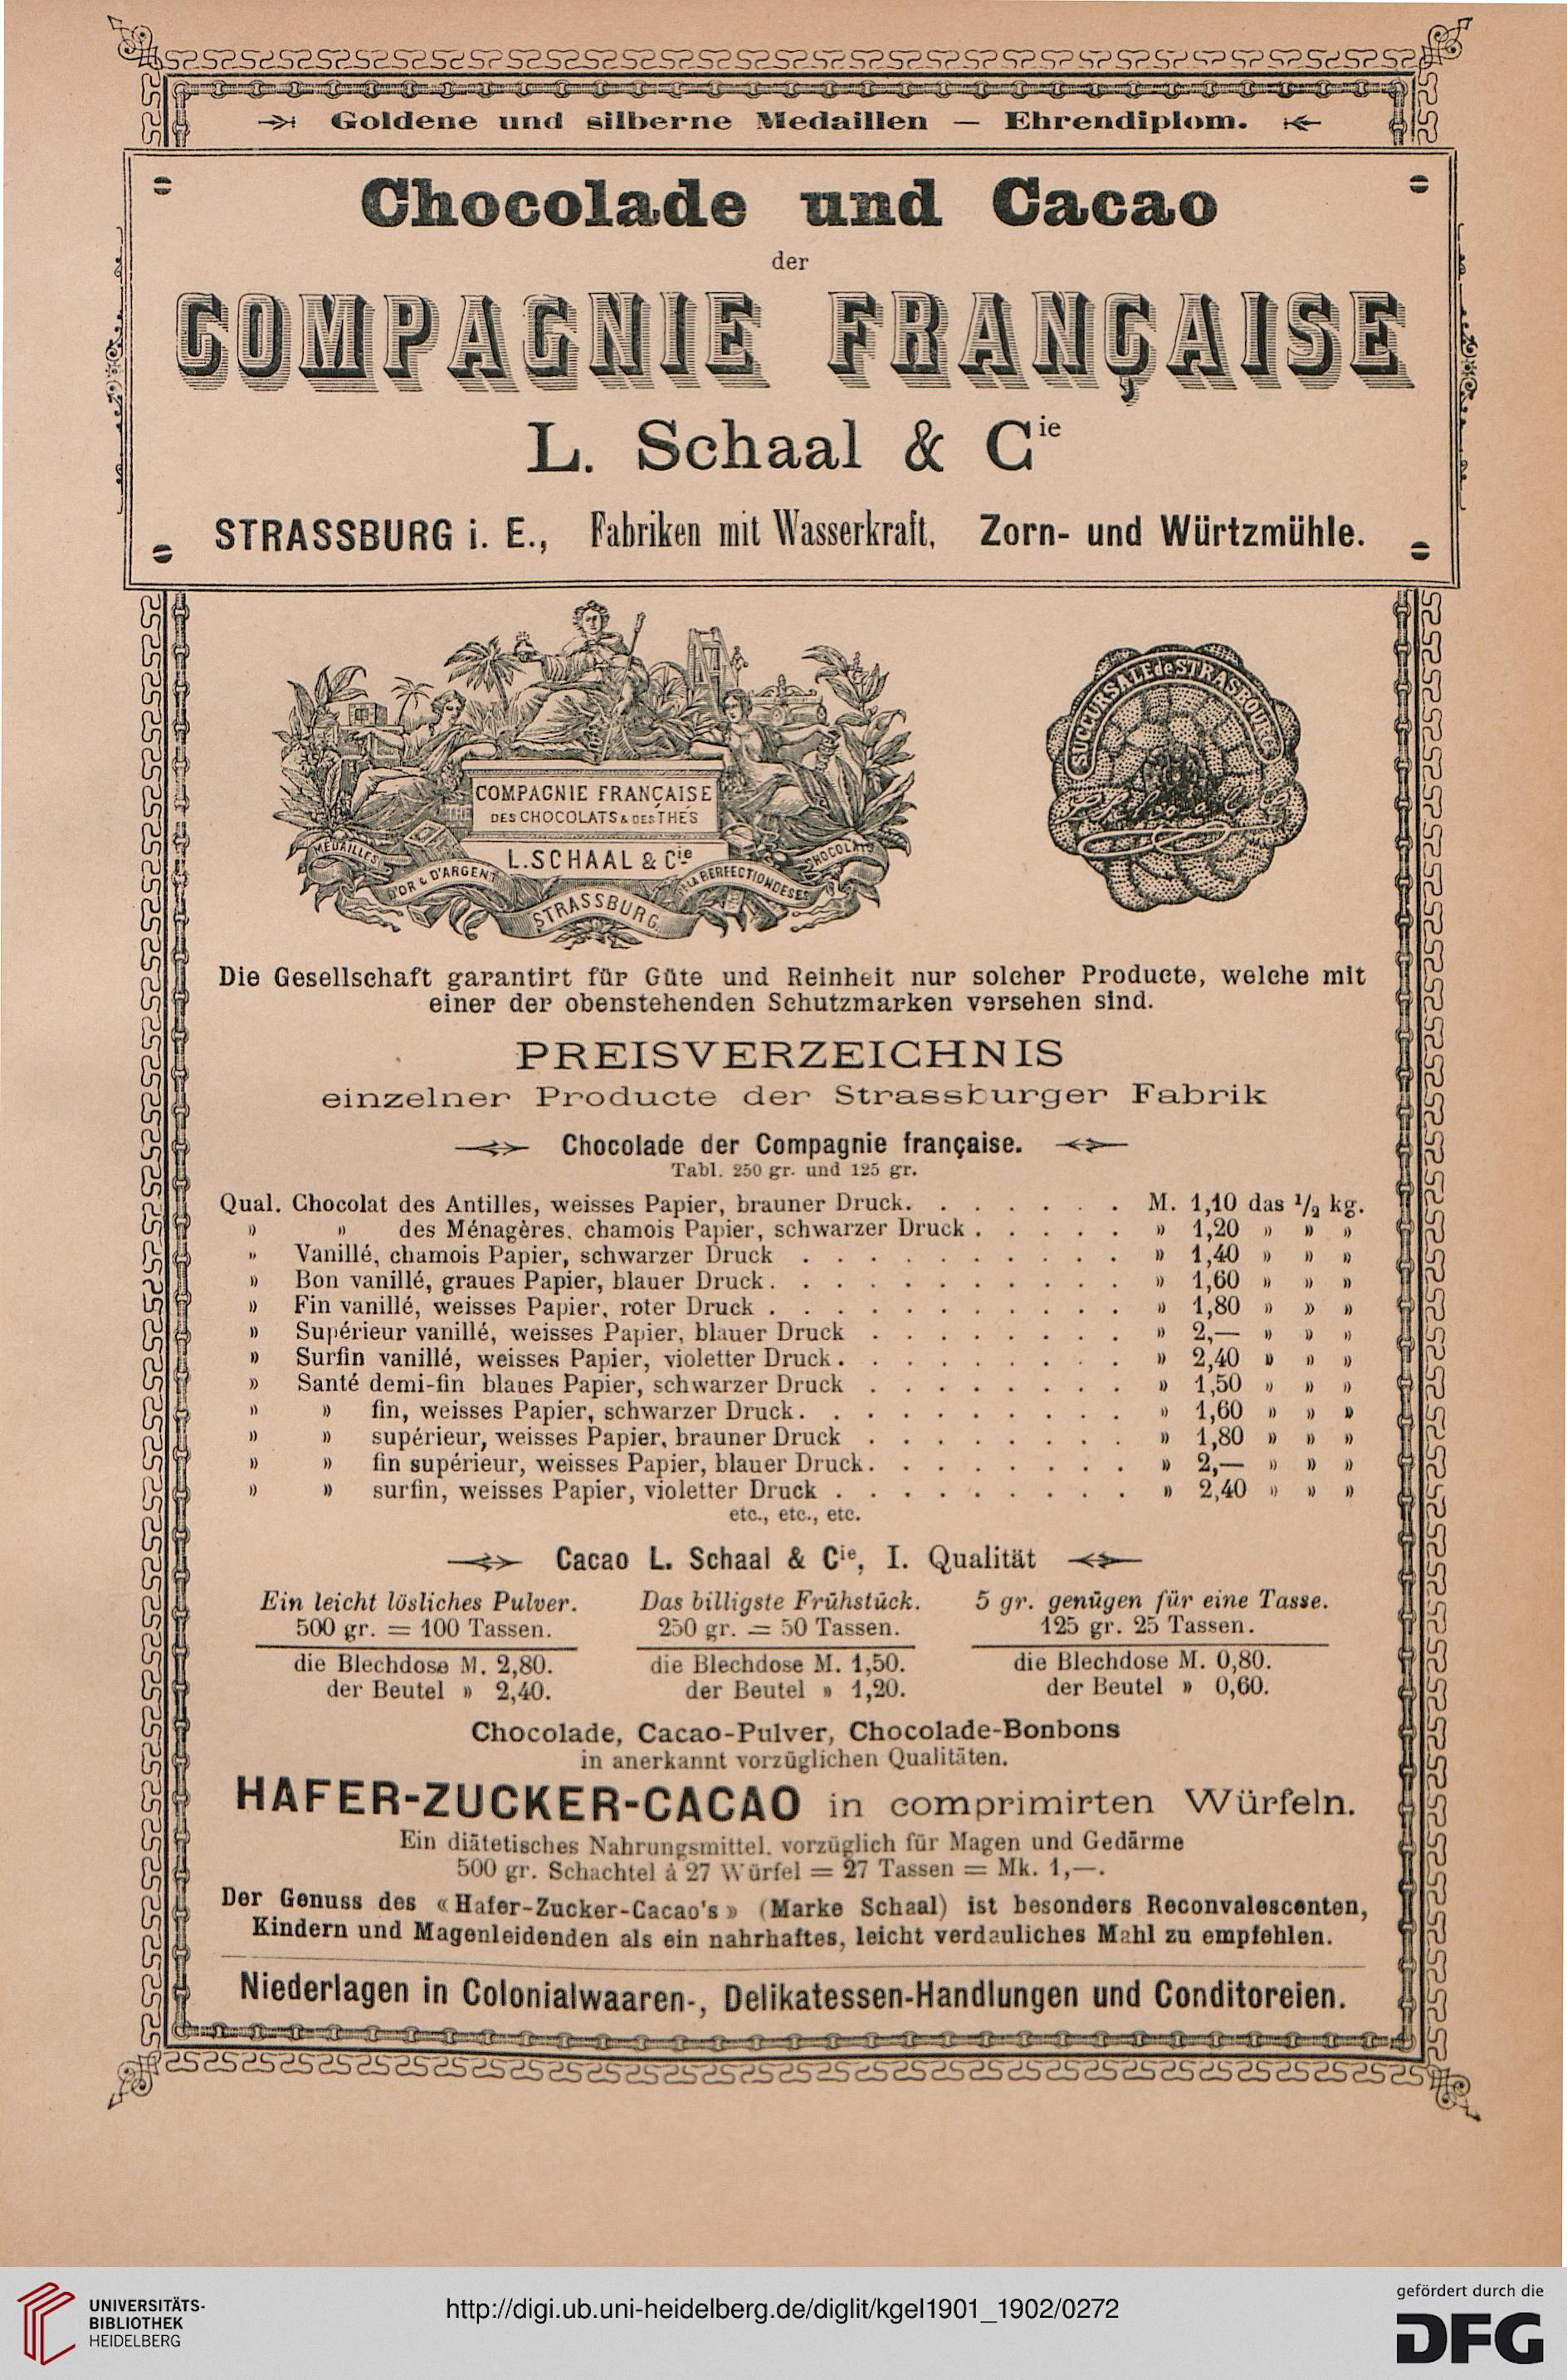 Goldene und silberne Medaillen — Ehrendiplom.
Chocolade und Cacao
der
COMPAGNIE FRANÇAISE
L. Schaal & Cie
STRASSBURG i. E., Fabriken mit Wasserkraft, Zorn- und Würtzmühle.
SUCCURSALE de STRASBOURG
COMPAGNIE FRANÇAISE
DES CHOCOLATS & DES THÉS
THE
L. SCHAAL & Cie
MEDAILLES
D'OR & D'ARGENT
STRASSBURG
CHOCOLATS
Die Gesellschaft garantirt für Güte und Reinheit nur solcher Producte, welche mit
einer der obenstehenden Schutzmarken versehen sind.
PREISVERZEICHNIS
einzelner Producte der Strassburger Fabrik
Chocolade der Compagnie française.
Tabl. 250 gr. und 125 gr.
Qual. Chocolat des Antilles, weisses Papier, brauner Druck. . . . . . . M. 1,10 das 1/2 kg.
» » des Ménagères, chamois Papier, schwarzer Druck . . . . . » 1,20 » » »
» Vanillé, chamois Papier, schwarzer Druck . . . . . . . . . . » 1,40 » » »
» Bon vanillé, graues Papier, blauer Druck . . . . . . . . . . . » 1,60 » » »
» Fin vanillé, weisses Papier, roter Druck . . . . . . . . . . . » 1,80 » » »
» Supérieur vanillé, weisses Papier, blauer Druck . . . . . . . . » 2,— » » »
» Surfin vanillé, weisses Papier, violetter Druck . . . . . . . . . » 2,40 » » »
» Santé demi-fin blaues Papier, schwarzer Druck . . . . . . . . » 1,50 » » »
» » fin, weisses Papier, schwarzer Druck . . . . . . . . . . » 1,60 » » »
» » supérieur, weisses Papier, brauner Druck . . . . . . . . » 1,80 » » »
» » fin supérieur, weisses Papier, blauer Druck . . . . . . . . » 2,— » » »
» » surfin, weisses Papier, violetter Druck . . . . . . . . . » 2,40 » » »
etc., etc., etc.
Cacao L. Schaal & Cie, I. Qualität
Ein leicht lösliches Pulver. Das billigste Frühstück. 5 gr. genügen für eine Tasse.
500 gr. = 100 Tassen. 250 gr. = 50 Tassen. 125 gr. 25 Tassen.
die Blechdose M. 2,80. die Blechdose M. 1,50. die Blechdose M. 0,80.
der Beutel » 2,40. der Beutel » 1,20. der Beutel » 0,60.
Chocolade, Cacao-Pulver, Chocolade-Bonbons
in anerkannt vorzüglichen Qualitäten.
HAFER-ZUCKER-CACAO in comprimirten Würfeln.
Ein diätetisches Nahrungsmittel, vorzüglich für Magen und Gedärme
500 gr. Schachtel à 27 Würfel = 27 Tassen = Mk. 1,—.
Der Genuss des «Hafer-Zucker-Cacao's» (Marke Schaal) ist besonders Reconvalescenten,
Kindern und Magenleidenden als ein nahrhaftes, leicht verdauliches Mahl zu empfehlen.
Niederlagen in Colonialwaaren-, Delikatessen-Handlungen und Conditoreien.
UNIVERSITÄTS-
BIBLIOTHEK
HEIDELBERG
http://digi.ub.uni-heidelberg.de/diglit/kgel1901_1902/0272
gefördert durch die
DFG